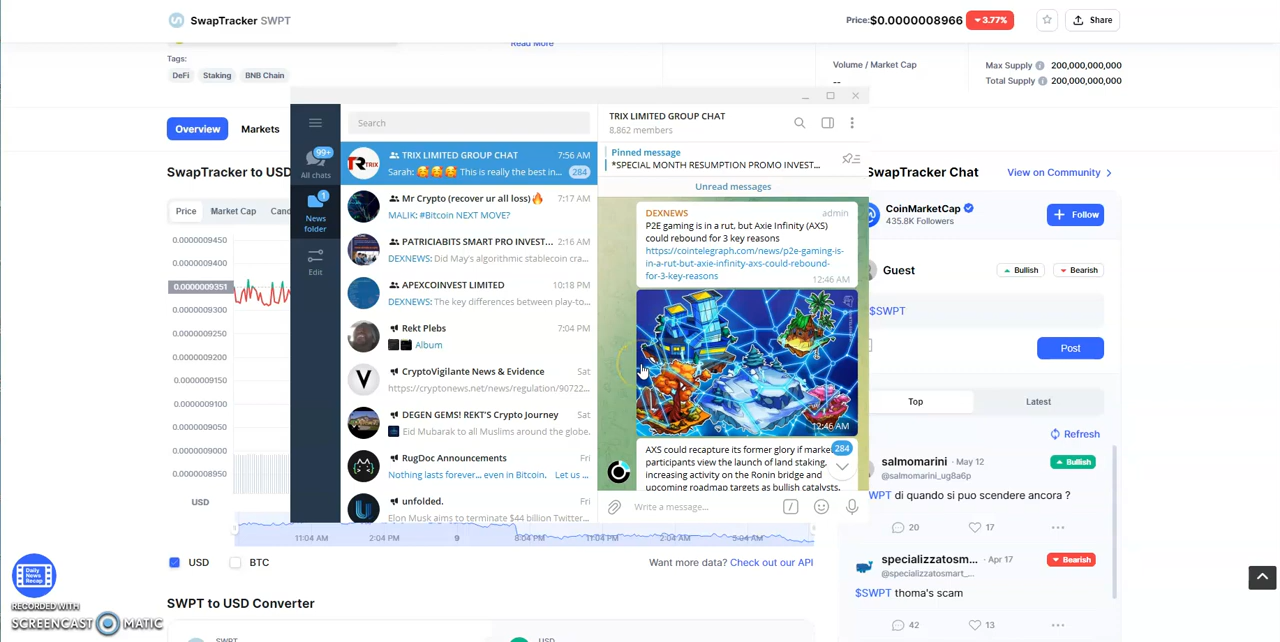 SwapTracker SWPT
Price: $0.0000008966 3.77%
Share
Read More
Tags:
DeFi Staking BNB Chain
Volume / Market Cap
--
Max Supply 200,000,000,000
Total Supply 200,000,000,000
Overview Markets
SwapTracker to USD
Price Market Cap
0.0000009450
0.0000009400
0.0000009351
0.0000009300
0.0000009250
0.0000009200
0.0000009150
0.0000009100
0.0000009050
0.0000009000
0.0000008950
USD
99+
All chats
1
News
folder
Edit
Search
TRIX LIMITED GROUP CHAT 7:56 AM
Sarah: 🥰🥰🥰 This is really the best in... 284
Mr Crypto (recover ur all loss)🔥 7:17 AM
MALIK: #Bitcoin NEXT MOVE?
PATRICIABITS SMART PRO INVEST... 2:16 AM
DEXNEWS: Did May's algorithmic stablecoin cra...
APEXCOINVEST LIMITED 10:18 PM
DEXNEWS: The key differences between play-to...
Rekt Plebs 7:04 PM
Album
CryptoVigilante News & Evidence Sat
https://cryptonews.net/news/regulation/90722...
DEGEN GEMS! REKT'S Crypto Journey Sat
Eid Mubarak to all Muslims around the globe.
RugDoc Announcements Fri
Nothing lasts forever... even in Bitcoin. Let us ...
unfolded. Fri
Elon Musk aims to terminate $44 billion Twitter...
TRIX LIMITED GROUP CHAT
8,862 members
Pinned message
*SPECIAL MONTH RESUMPTION PROMO INVEST...
Unread messages
DEXNEWS admin
P2E gaming is in a rut, but Axie Infinity (AXS)
could rebound for 3 key reasons
https://cointelegraph.com/news/p2e-gaming-is-
in-a-rut-but-axie-infinity-axs-could-rebound-
for-3-key-reasons
12:46 AM
12:46 AM
AXS could recapture its former glory if market
participants view the launch of land staking,
increasing activity on the Ronin bridge and
upcoming roadmap targets as bullish catalysts.
284
Write a message...
SwapTracker Chat View on Community
CoinMarketCap
435.8K Followers
Follow
Guest Bullish Bearish
$SWPT
Post
Top Latest
Refresh
salmomarini · May 12 Bullish
@salmomarini_ug8a6p
SWPT di quando si puo scendere ancora ?
20 17
specializzatosm... · Apr 17 Bearish
@specializzatosmart_...
$SWPT thoma's scam
42 13
11:04 AM 2:04 PM 9 8:04 PM 11:04 PM 2:04 AM 5:04 AM
USD BTC
Want more data? Check out our API
SWPT to USD Converter
SWPT USD
Daily
News
Recap
RECORDED WITH
SCREENCAST MATIC